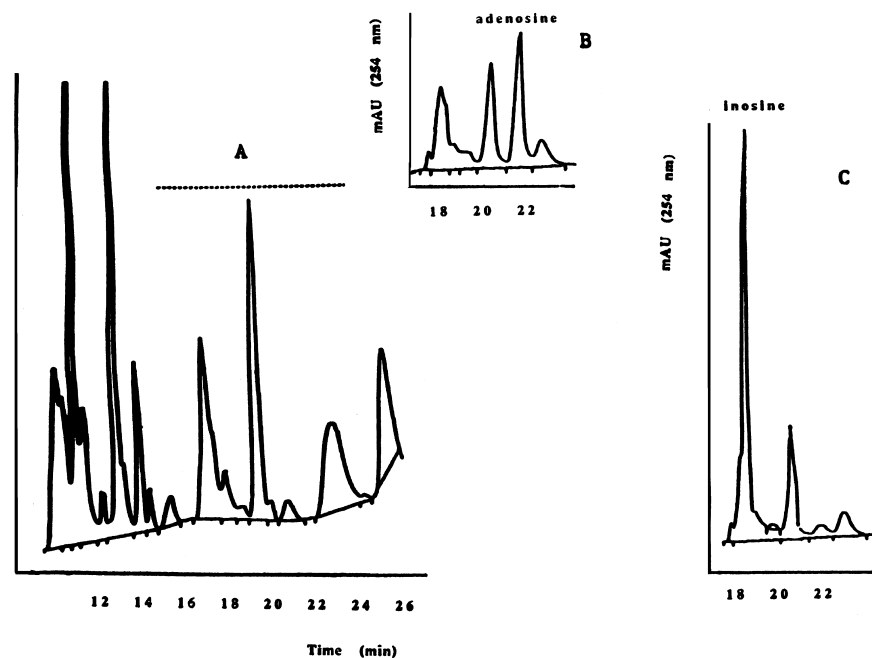 adenosine
B
mAU (254 nm)
18 20 22
inosine
A
C
mAU (254 nm)
18 20 22
12 14 16 18 20 22 24 26
Time (min)